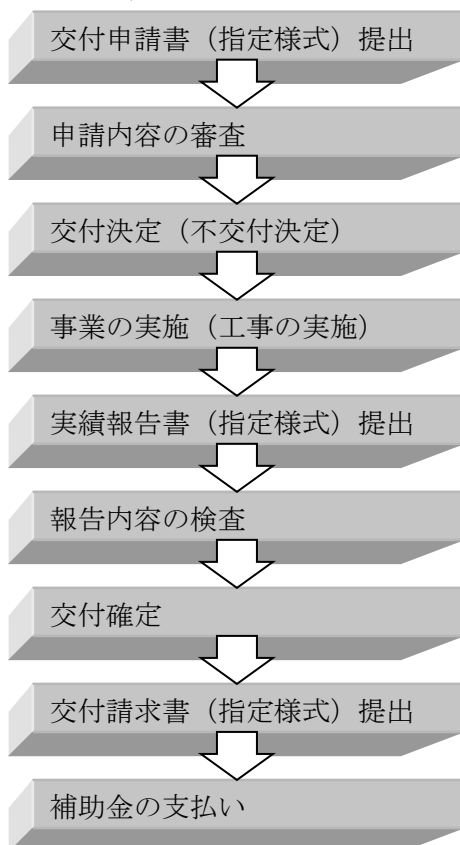 交付申請書（指定様式）提出
申請内容の審査
交付決定（不交付決定）
事業の実施（工事の実施）
実績報告書（指定様式）提出
報告内容の検査
交付確定
交付請求書（指定様式）提出
補助金の支払い